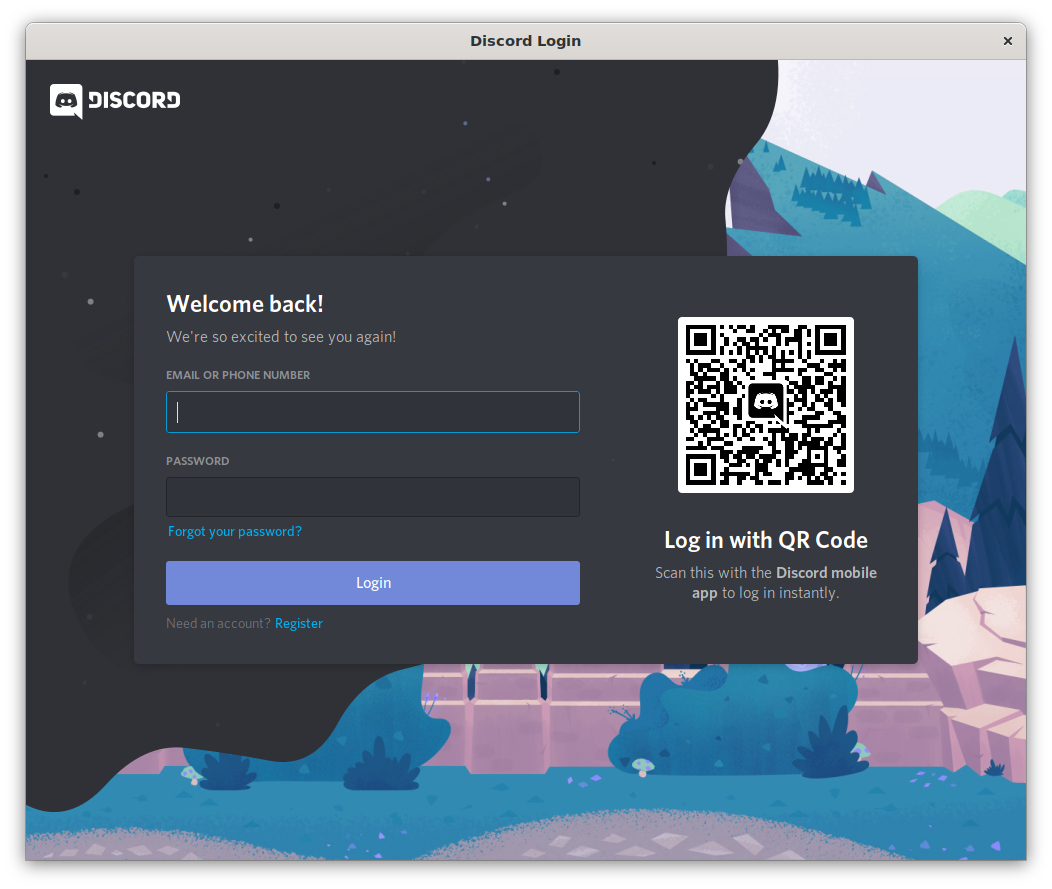 Discord Login
DISCORD
Welcome back!
We're so excited to see you again!
EMAIL OR PHONE NUMBER
PASSWORD
Forgot your password?
Login
Need an account? Register
Log in with QR Code
Scan this with the Discord mobile
app to log in instantly.